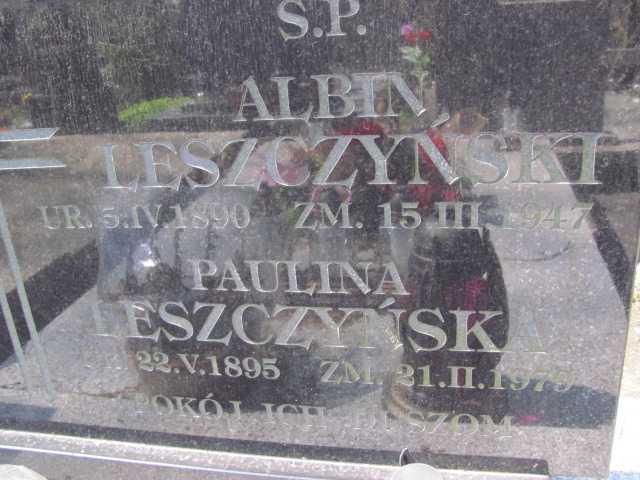 S.P.
ALBIN
LESZCZYŃSKI
UR. 5.IV.1890 ZM. 15 III.1947
PAULINA
LESZCZYŃSKA
UR. 22.V.1895 ZM. 21.II.1979
POKÓJ ICH DUSZOM